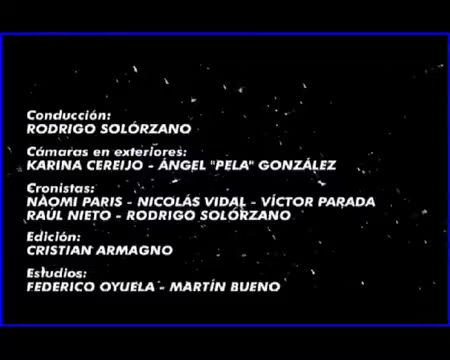 Conducción:
RODRIGO SOLÓRZANO
Cámaras en exteriores:
KARINA CEREIJO - ÁNGEL "PELA" GONZÁLEZ
Cronistas:
NAOMI PARIS - NICOLÁS VIDAL - VÍCTOR PARADA
RAÚL NIETO - RODRIGO SOLÓRZANO
Edición:
CRISTIAN ARMAGNO
Estudios:
FEDERICO OYUELA - MARTÍN BUENO